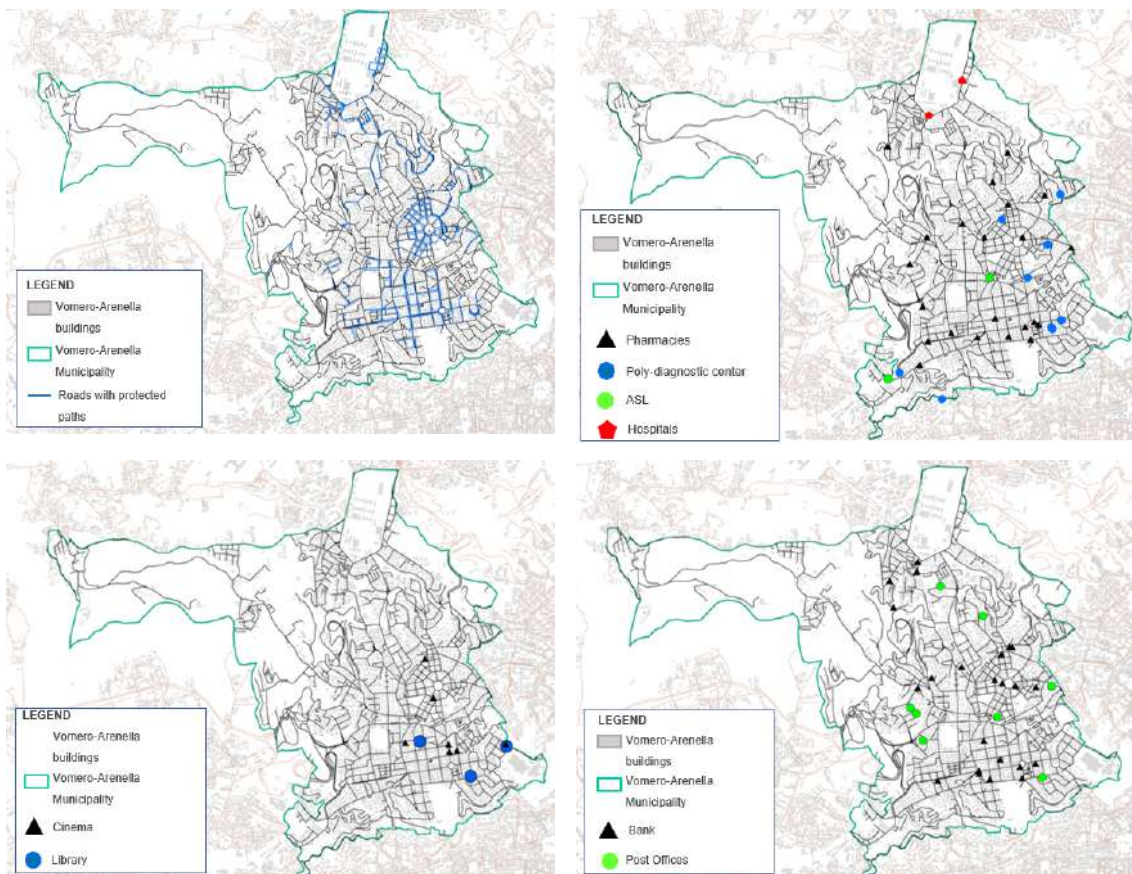 LEGEND
Vomero-Arenella
buildings
Vomero-Arenella
Municipality
Roads with protected
paths
LEGEND
Vomero-Arenella
buildings
Vomero-Arenella
Municipality
Pharmacies
Poly-diagnostic center
ASL
Hospitals
LEGEND
Vomero-Arenella
buildings
Vomero-Arenella
Municipality
Cinema
Library
LEGEND
Vomero-Arenella
buildings
Vomero-Arenella
Municipality
Bank
Post Offices